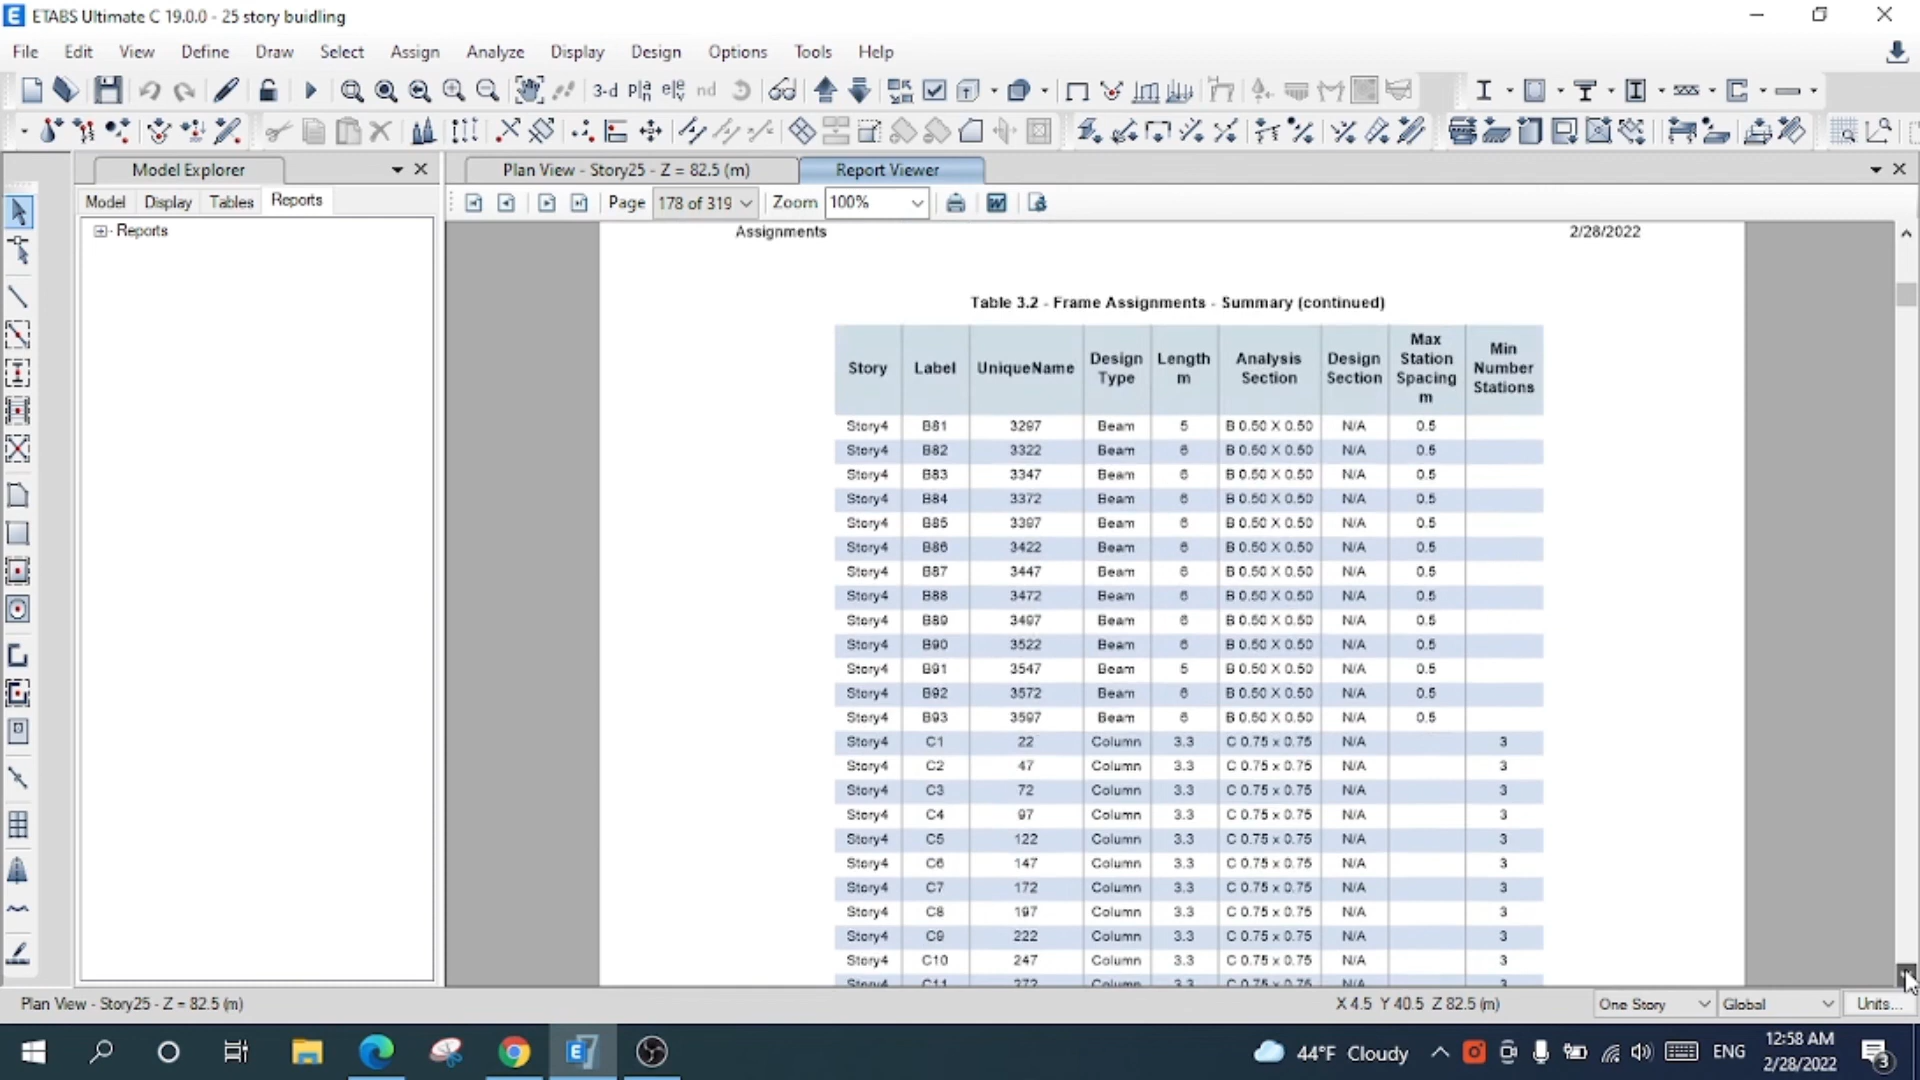 ETABS Ultimate C 19.0.0 - 25 story buidling
File Edit View Define Draw Select Assign Analyze Display Design Options Tools Help
3-d Pla n ele v nd
Model Explorer
Plan View - Story25 - Z = 82.5 (m) Report Viewer
Model Display Tables Reports
Page 178 of 319 Zoom 100%
Reports
Assignments 2/28/2022
Table 3.2 - Frame Assignments - Summary (continued)
Story Label UniqueName Design Type Length m Analysis Section Design Section Max Station Spacing m Min Number Stations
Story4 B81 3297 Beam 5 B 0.50 X 0.50 N/A 0.5
Story4 B82 3322 Beam 6 B 0.50 X 0.50 N/A 0.5
Story4 B83 3347 Beam 6 B 0.50 X 0.50 N/A 0.5
Story4 B84 3372 Beam 6 B 0.50 X 0.50 N/A 0.5
Story4 B85 3397 Beam 6 B 0.50 X 0.50 N/A 0.5
Story4 B86 3422 Beam 6 B 0.50 X 0.50 N/A 0.5
Story4 B87 3447 Beam 6 B 0.50 X 0.50 N/A 0.5
Story4 B88 3472 Beam 6 B 0.50 X 0.50 N/A 0.5
Story4 B89 3497 Beam 6 B 0.50 X 0.50 N/A 0.5
Story4 B90 3522 Beam 6 B 0.50 X 0.50 N/A 0.5
Story4 B91 3547 Beam 5 B 0.50 X 0.50 N/A 0.5
Story4 B92 3572 Beam 6 B 0.50 X 0.50 N/A 0.5
Story4 B93 3597 Beam 6 B 0.50 X 0.50 N/A 0.5
Story4 C1 22 Column 3.3 C 0.75 x 0.75 N/A 3
Story4 C2 47 Column 3.3 C 0.75 x 0.75 N/A 3
Story4 C3 72 Column 3.3 C 0.75 x 0.75 N/A 3
Story4 C4 97 Column 3.3 C 0.75 x 0.75 N/A 3
Story4 C5 122 Column 3.3 C 0.75 x 0.75 N/A 3
Story4 C6 147 Column 3.3 C 0.75 x 0.75 N/A 3
Story4 C7 172 Column 3.3 C 0.75 x 0.75 N/A 3
Story4 C8 197 Column 3.3 C 0.75 x 0.75 N/A 3
Story4 C9 222 Column 3.3 C 0.75 x 0.75 N/A 3
Story4 C10 247 Column 3.3 C 0.75 x 0.75 N/A 3
Story4 C11 272 Column 3.3 C 0.75 x 0.75 N/A 3
Plan View - Story25 - Z = 82.5 (m) X 4.5 Y 40.5 Z 82.5 (m) One Story Global Units...
44°F Cloudy ENG 12:58 AM
2/28/2022 3